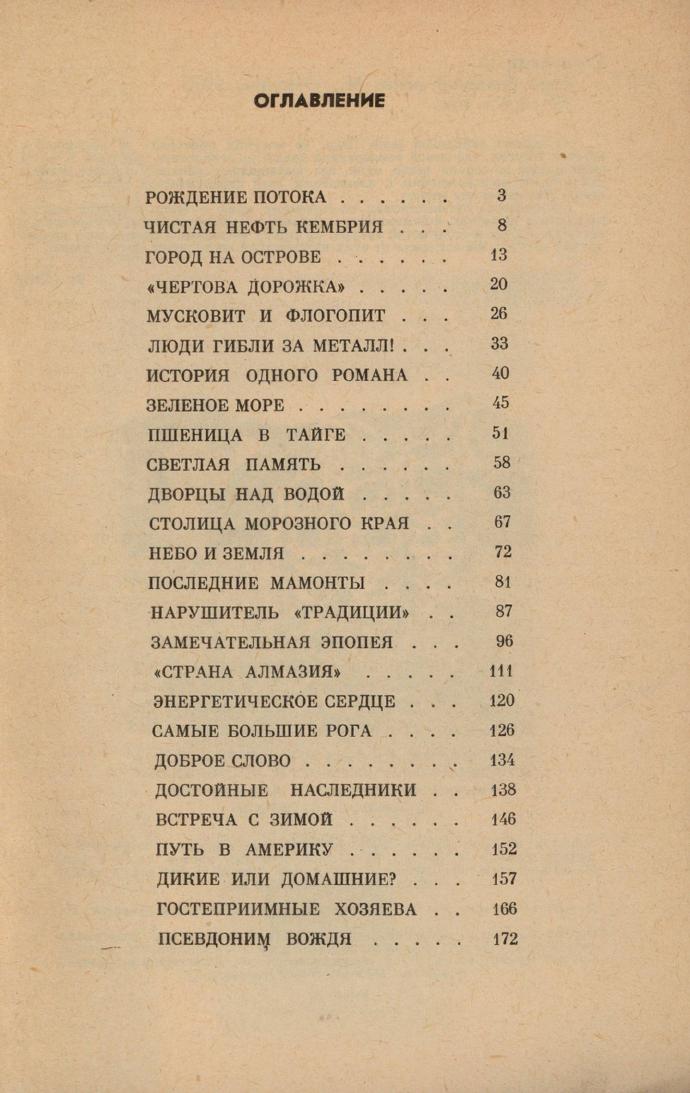 ОГЛАВЛЕНИЕ
РОЖДЕНИЕ ПОТОКА . . . . . . 3
ЧИСТАЯ НЕФТЬ КЕМБРИЯ . . . 8
ГОРОД НА ОСТРОВЕ . . . . . . 13
«ЧЕРТОВА ДОРОЖКА» . . . . . 20
МУСКОВИТ И ФЛОГОПИТ . . . 26
ЛЮДИ ГИБЛИ ЗА МЕТАЛЛ! . . . 33
ИСТОРИЯ ОДНОГО РОМАНА . . 40
ЗЕЛЕНОЕ МОРЕ . . . . . . . . 45
ПШЕНИЦА В ТАЙГЕ . . . . . 51
СВЕТЛАЯ ПАМЯТЬ . . . . . . 58
ДВОРЦЫ НАД ВОДОЙ . . . . . 63
СТОЛИЦА МОРОЗНОГО КРАЯ . . 67
НЕБО И ЗЕМЛЯ . . . . . . . . 72
ПОСЛЕДНИЕ МАМОНТЫ . . . . 81
НАРУШИТЕЛЬ «ТРАДИЦИИ» . . 87
ЗАМЕЧАТЕЛЬНАЯ ЭПОПЕЯ . . . 96
«СТРАНА АЛМАЗИЯ» . . . . . 111
ЭНЕРГЕТИЧЕСКОЕ СЕРДЦЕ . . . 120
САМЫЕ БОЛЬШИЕ РОГА . . . . 126
ДОБРОЕ СЛОВО . . . . . . . . 134
ДОСТОЙНЫЕ НАСЛЕДНИКИ . . 138
ВСТРЕЧА С ЗИМОЙ . . . . . . 146
ПУТЬ В АМЕРИКУ . . . . . . 152
ДИКИЕ ИЛИ ДОМАШНИЕ? . . . 157
ГОСТЕПРИИМНЫЕ ХОЗЯЕВА . . 166
ПСЕВДОНИМ ВОЖДЯ . . . . . 172